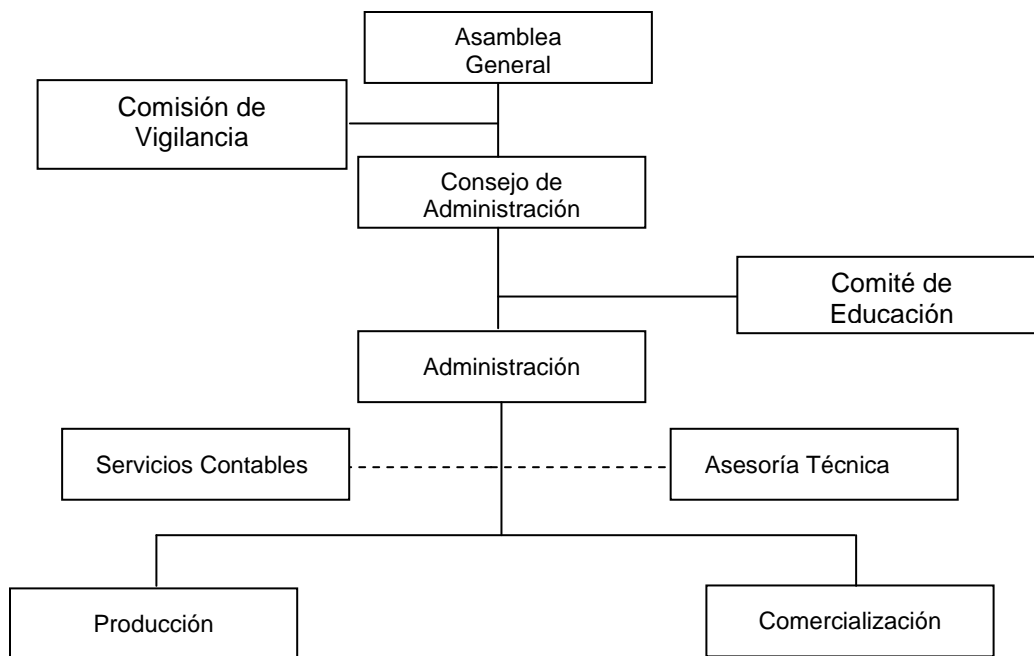 Asamblea
General
Comisión de
Vigilancia
Consejo de
Administración
Comité de
Educación
Administración
Servicios Contables
Asesoría Técnica
Producción
Comercialización